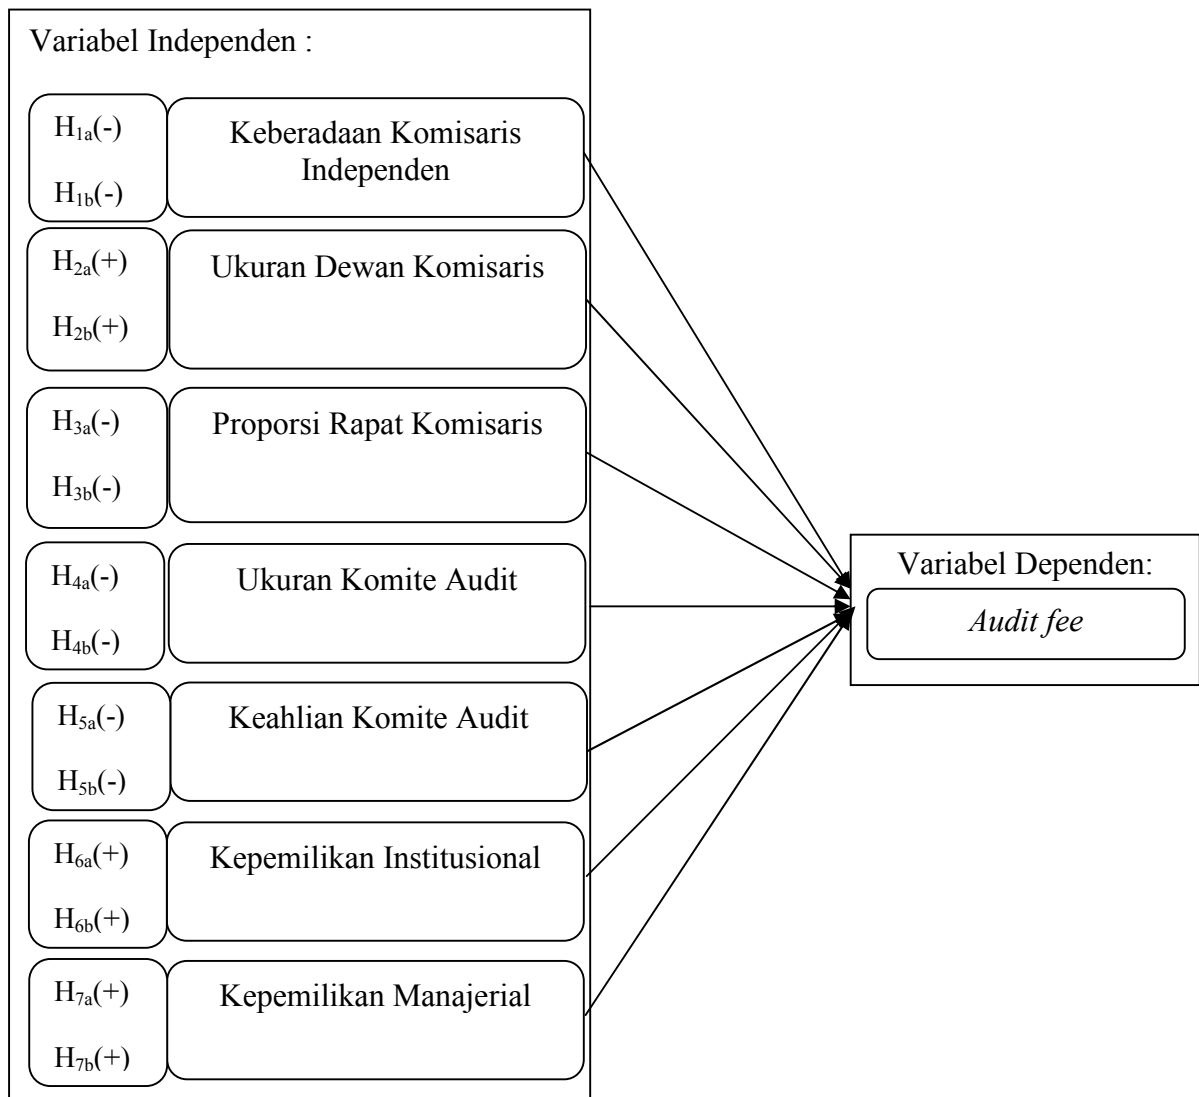 Variabel Independen :
H1a(-)
H1b(-)
Keberadaan Komisaris
Independen
H2a(+)
H2b(+)
Ukuran Dewan Komisaris
H3a(-)
H3b(-)
Proporsi Rapat Komisaris
H4a(-)
H4b(-)
Ukuran Komite Audit
H5a(-)
H5b(-)
Keahlian Komite Audit
H6a(+)
H6b(+)
Kepemilikan Institusional
H7a(+)
H7b(+)
Kepemilikan Manajerial
Variabel Dependen:
Audit fee